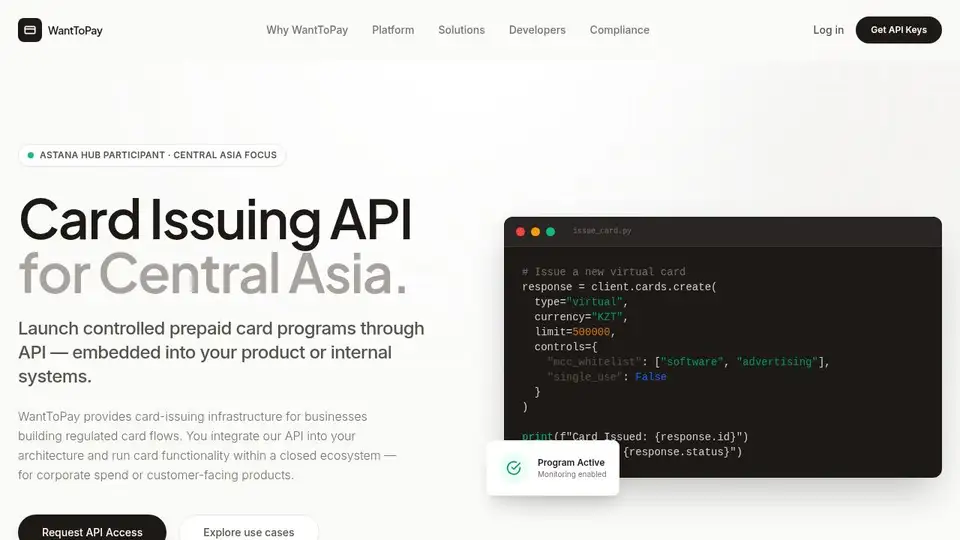 WantToPay
Why WantToPay
Platform
Solutions
Developers
Compliance
Log in
Get API Keys
ASTANA HUB PARTICIPANT · CENTRAL ASIA FOCUS
Card Issuing API
for Central Asia.
Launch controlled prepaid card programs through
API — embedded into your product or internal
systems.
WantToPay provides card-issuing infrastructure for businesses
building regulated card flows. You integrate our API into your
architecture and run card functionality within a closed ecosystem —
for corporate spend or customer-facing products.
Request API Access
Explore use cases
issue_card.py
# Issue a new virtual card
response = client.cards.create(
type="virtual",
currency="KZT",
limit=500000,
controls={
"mcc_whitelist": ["software", "advertising"],
"single_use": False
}
)
print(f"Card Issued: {response.id}")
{response.status}")
Program Active
Monitoring enabled